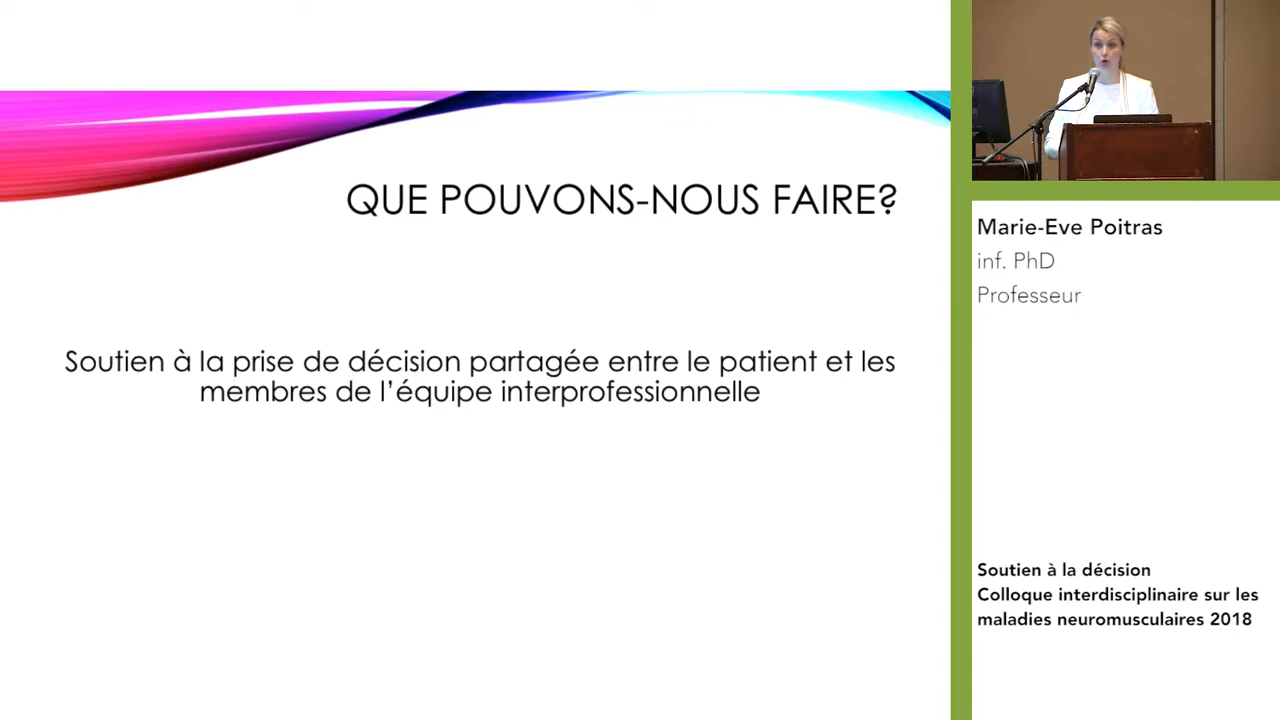 QUE POUVONS-NOUS FAIRE?
Soutien à la prise de décision partagée entre le patient et les
membres de l’équipe interprofessionnelle
Marie-Eve Poitras
inf. PhD
Professeur
Soutien à la décision
Colloque interdisciplinaire sur les
maladies neuromusculaires 2018